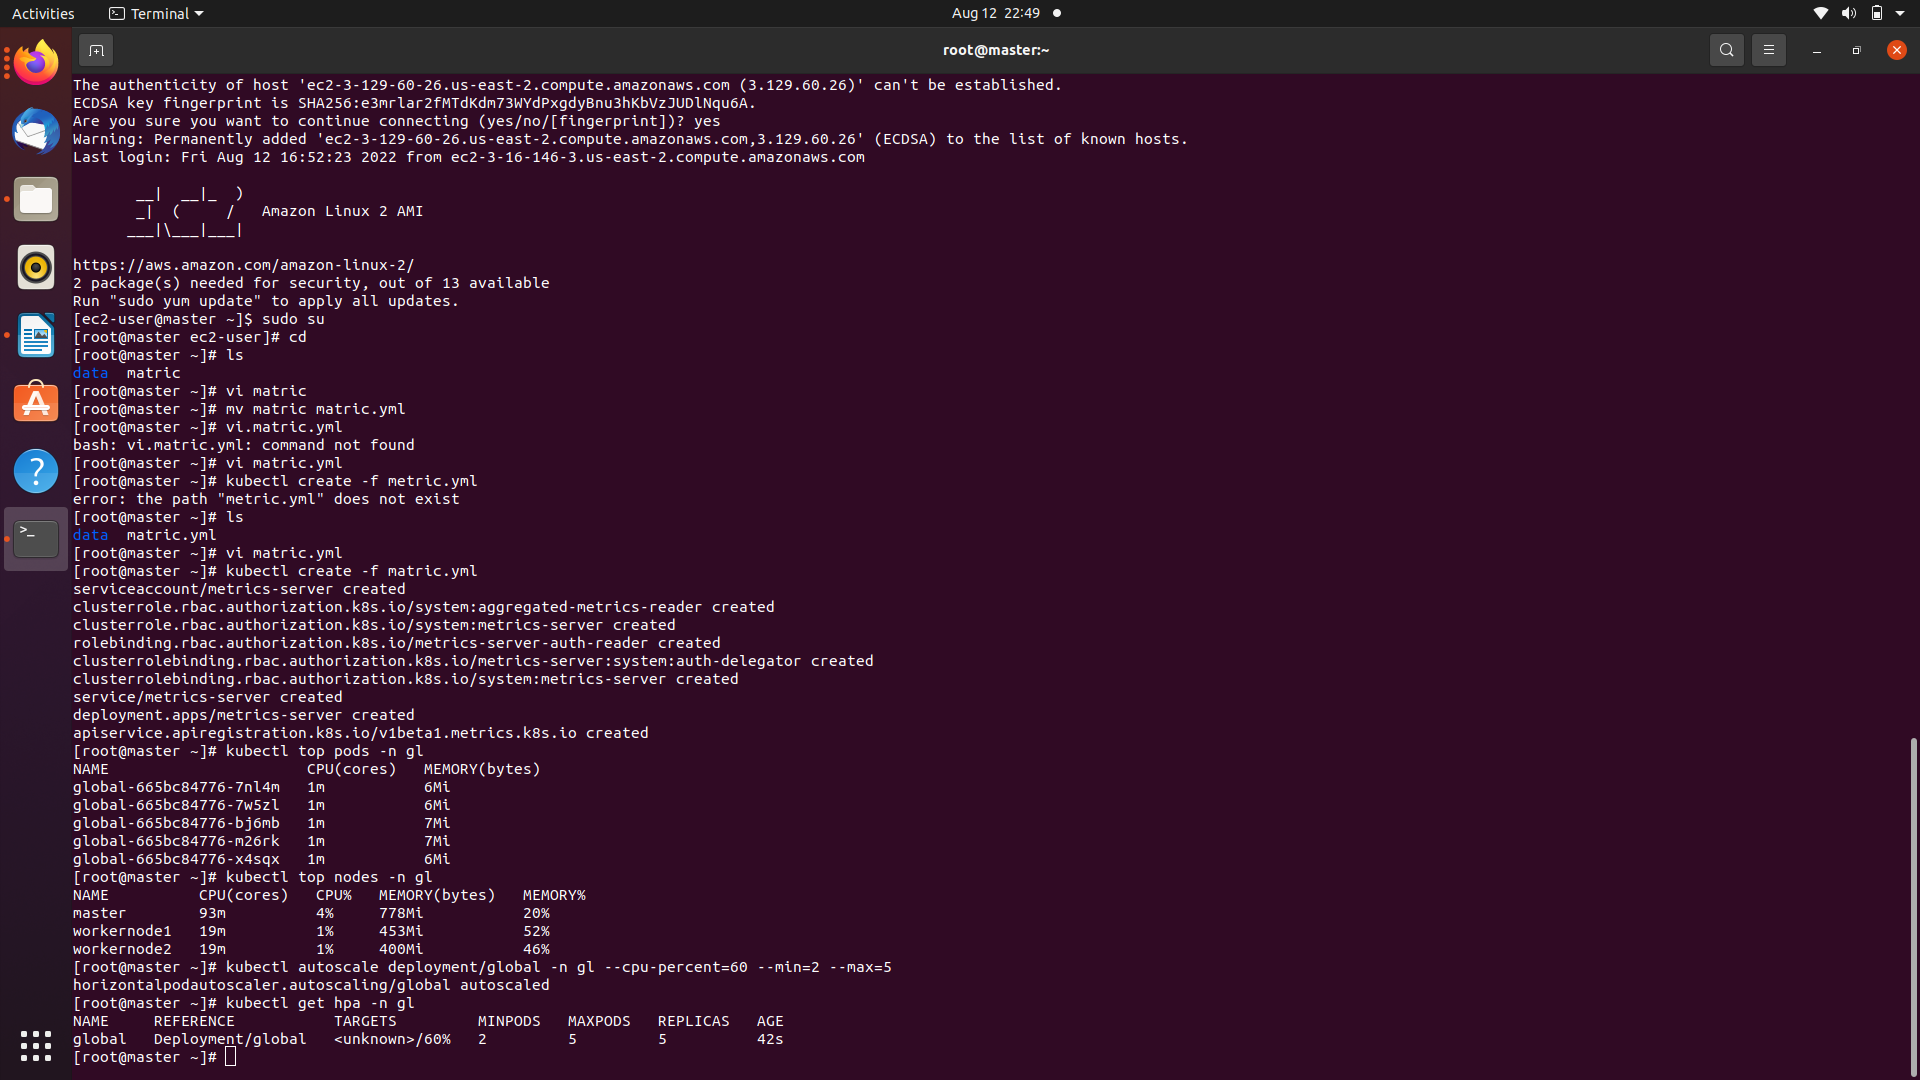 Activities
Terminal
Aug 12 22:49
root@master:~
The authenticity of host 'ec2-3-129-60-26.us-east-2.compute.amazonaws.com (3.129.60.26)' can't be established.
ECDSA key fingerprint is SHA256:e3mrlar2fMTdKdm73WYdPxgdyBnu3hKbVzJUDlNqu6A.
Are you sure you want to continue connecting (yes/no/[fingerprint])? yes
Warning: Permanently added 'ec2-3-129-60-26.us-east-2.compute.amazonaws.com,3.129.60.26' (ECDSA) to the list of known hosts.
Last login: Fri Aug 12 16:52:23 2022 from ec2-3-16-146-3.us-east-2.compute.amazonaws.com
       __|  __|_  )
       _|  (     /   Amazon Linux 2 AMI
      ___|\___|___|
https://aws.amazon.com/amazon-linux-2/
2 package(s) needed for security, out of 13 available
Run "sudo yum update" to apply all updates.
[ec2-user@master ~]$ sudo su
[root@master ec2-user]# cd
[root@master ~]# ls
data  matric
[root@master ~]# vi matric
[root@master ~]# mv matric matric.yml
[root@master ~]# vi.matric.yml
bash: vi.matric.yml: command not found
[root@master ~]# vi matric.yml
[root@master ~]# kubectl create -f metric.yml
error: the path "metric.yml" does not exist
[root@master ~]# ls
data  matric.yml
[root@master ~]# vi matric.yml
[root@master ~]# kubectl create -f matric.yml
serviceaccount/metrics-server created
clusterrole.rbac.authorization.k8s.io/system:aggregated-metrics-reader created
clusterrole.rbac.authorization.k8s.io/system:metrics-server created
rolebinding.rbac.authorization.k8s.io/metrics-server-auth-reader created
clusterrolebinding.rbac.authorization.k8s.io/metrics-server:system:auth-delegator created
clusterrolebinding.rbac.authorization.k8s.io/system:metrics-server created
service/metrics-server created
deployment.apps/metrics-server created
apiservice.apiregistration.k8s.io/v1beta1.metrics.k8s.io created
[root@master ~]# kubectl top pods -n gl
NAME                      CPU(cores)   MEMORY(bytes)
global-665bc84776-7nl4m   1m           6Mi
global-665bc84776-7w5zl   1m           6Mi
global-665bc84776-bj6mb   1m           7Mi
global-665bc84776-m26rk   1m           7Mi
global-665bc84776-x4sqx   1m           6Mi
[root@master ~]# kubectl top nodes -n gl
NAME          CPU(cores)   CPU%   MEMORY(bytes)   MEMORY%
master        93m          4%     778Mi           20%
workernode1   19m          1%     453Mi           52%
workernode2   19m          1%     400Mi           46%
[root@master ~]# kubectl autoscale deployment/global -n gl --cpu-percent=60 --min=2 --max=5
horizontalpodautoscaler.autoscaling/global autoscaled
[root@master ~]# kubectl get hpa -n gl
NAME     REFERENCE           TARGETS         MINPODS   MAXPODS   REPLICAS   AGE
global   Deployment/global   <unknown>/60%   2         5         5          42s
[root@master ~]#